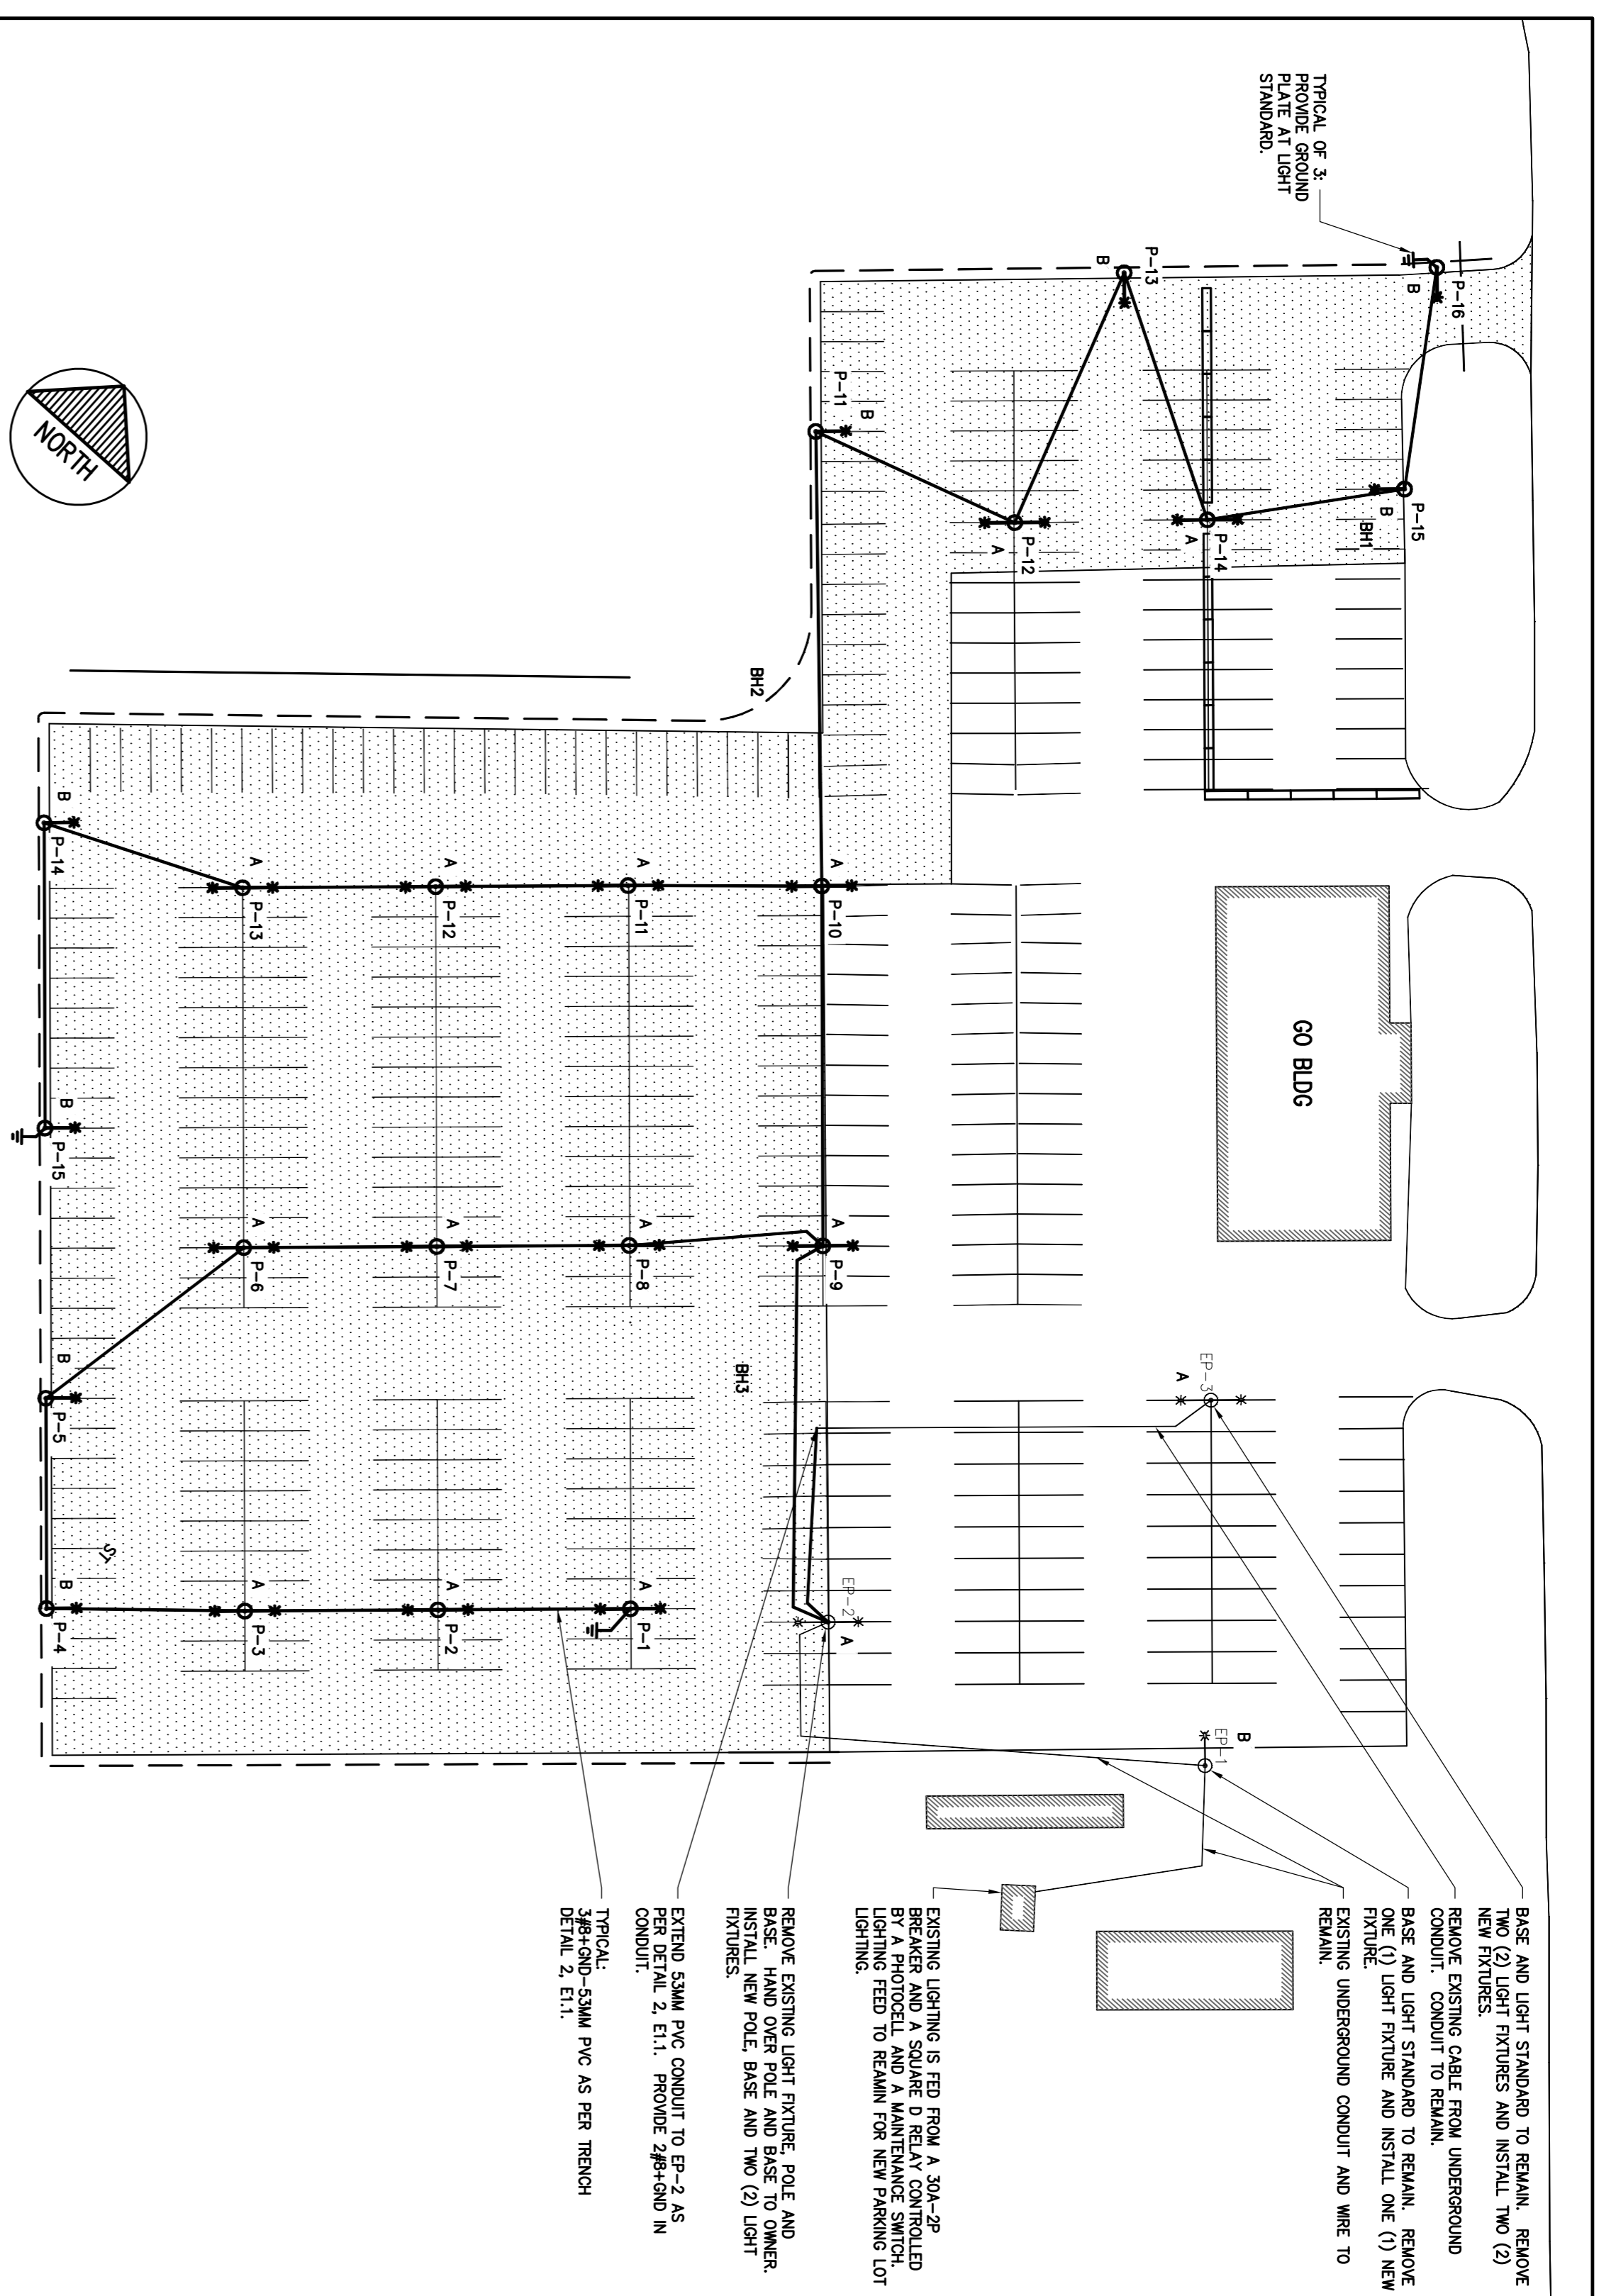 BASE AND LIGHT STANDARD TO REMAIN.  REMOVE
TWO (2) LIGHT FIXTURES AND INSTALL TWO (2)
NEW FIXTURES.
REMOVE EXISTING CABLE FROM UNDERGROUND
CONDUIT.  CONDUIT TO REMAIN.
BASE AND LIGHT STANDARD TO REMAIN.  REMOVE
ONE (1) LIGHT FIXTURE AND INSTALL ONE (1) NEW
FIXTURE.
EXISTING UNDERGROUND CONDUIT AND WIRE TO
REMAIN.
EXISTING LIGHTING IS FED FROM A 30A-2P
BREAKER AND A SQUARE D RELAY CONTROLLED
BY A PHOTOCELL AND A MAINTENANCE SWITCH.
LIGHTING FEED TO REAMIN FOR NEW PARKING LOT
LIGHTING.
REMOVE EXISTING LIGHT FIXTURE, POLE AND
BASE.  HAND OVER POLE AND BASE TO OWNER.
INSTALL NEW POLE, BASE AND TWO (2) LIGHT
FIXTURES.
EXTEND 53MM PVC CONDUIT TO EP-2 AS
PER DETAIL 2, E1.1.  PROVIDE 2#8+GND IN
CONDUIT.
TYPICAL:
3#8+GND-53MM PVC AS PER TRENCH
DETAIL 2, E1.1.
TYPICAL OF 3:
PROVIDE GROUND
PLATE AT LIGHT
STANDARD.
P-16
B
P-15
B
BH1
P-14
A
P-13
B
P-12
A
P-11
B
BH2
GO BLDG
EP-3
A
EP-1
B
EP-2
A
P-10
A
P-9
A
BH3
P-11
A
P-8
A
P-1
A
P-12
A
P-7
A
P-2
A
P-13
A
P-6
A
P-3
A
P-14
B
P-15
B
P-5
B
P-4
B
ST
NORTH